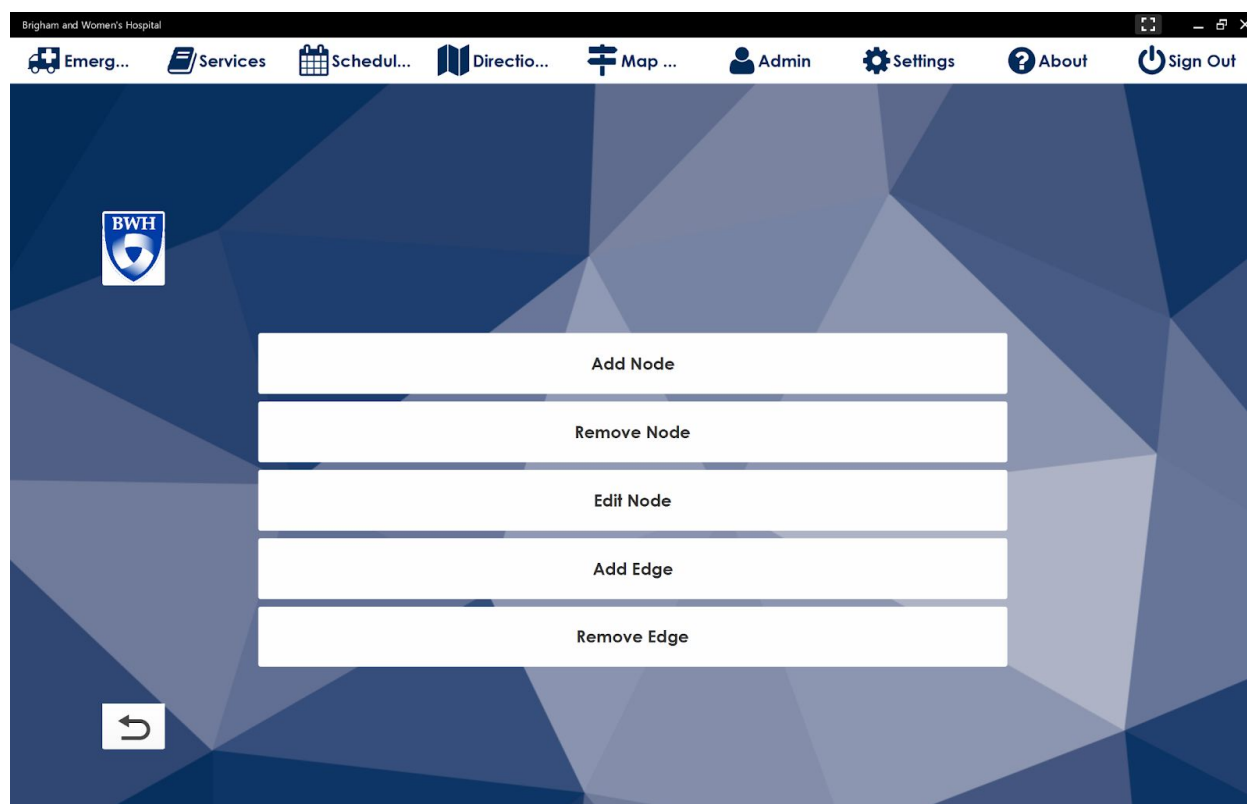 Brigham and Women's Hospital
Emerg... Services Schedul... Directio... Map ... Admin Settings About Sign Out
BWH
Add Node
Remove Node
Edit Node
Add Edge
Remove Edge